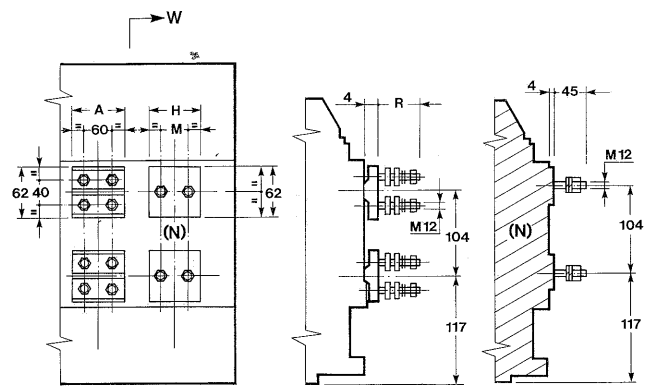 W
A
H
= 60 =
= M =
62
=
40
=
(N)
=
=
62
4
R
M12
104
117
4
45
M12
(N)
104
117